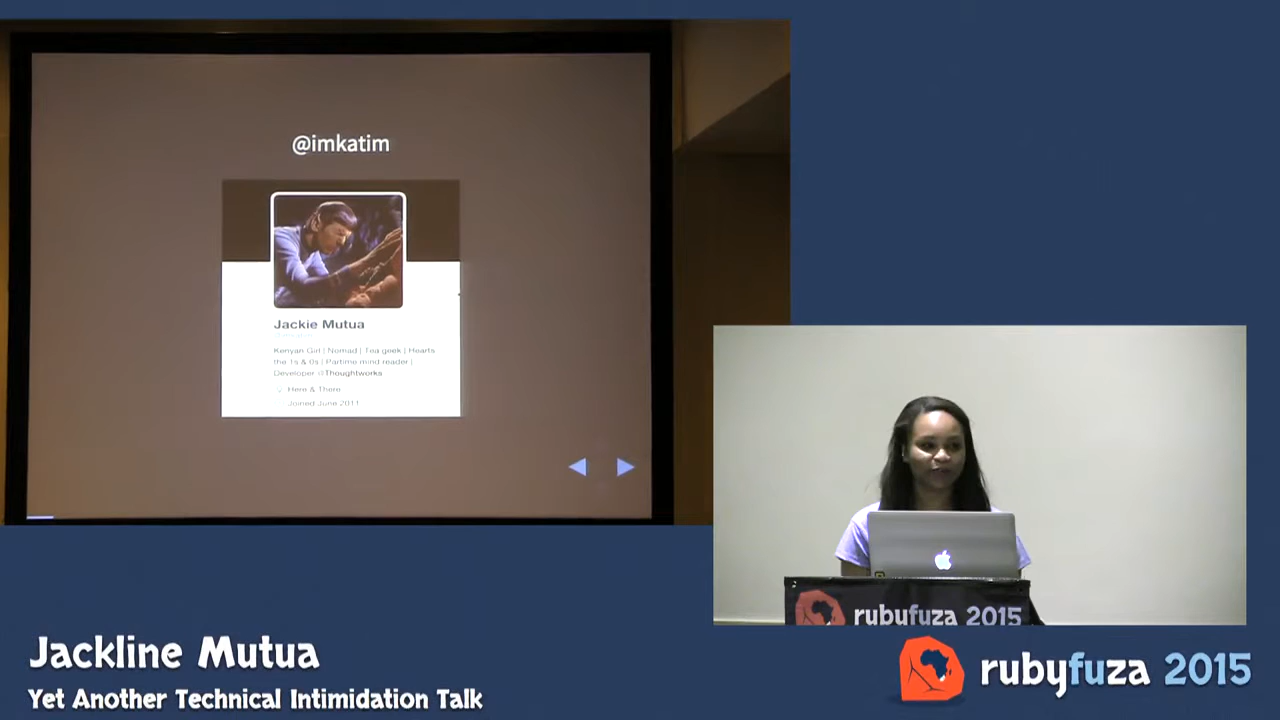 @imkatim
Jackie Mutua
Kenyan Girl | Nomad | Tea geek | Hearts
the 1s & 0s | Partime mind reader |
Developer @Thoughtworks
Here & There
Joined June 2011
rubyfuza 2015
Jackline Mutua
Yet Another Technical Intimidation Talk
rubyfuza 2015